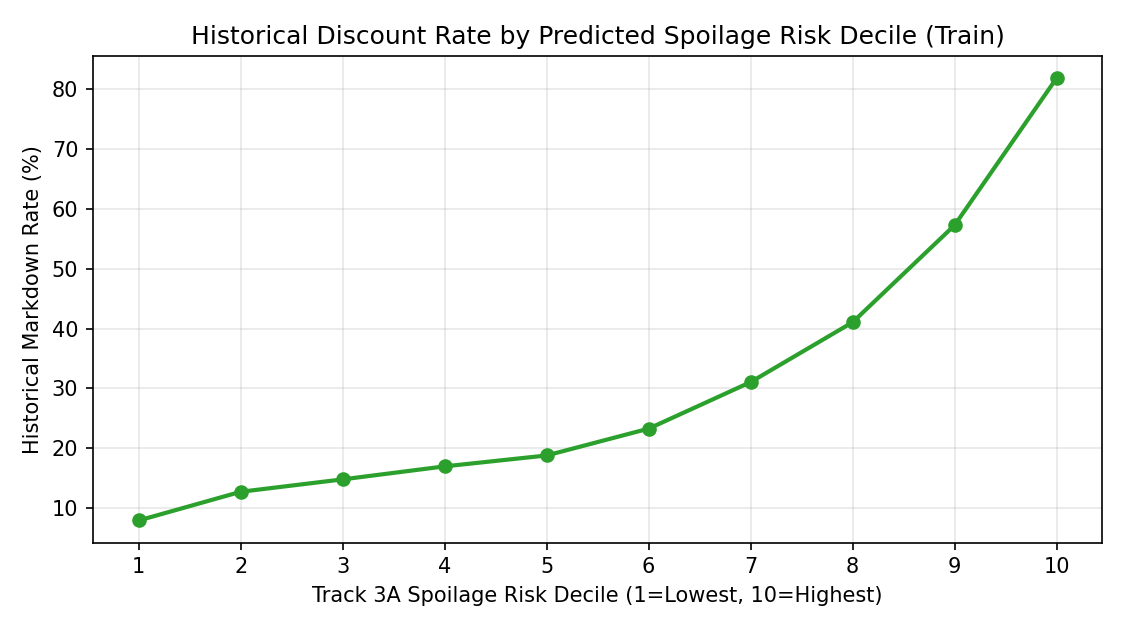 Historical Discount Rate by Predicted Spoilage Risk Decile (Train)
Historical Markdown Rate (%)
80
70
60
50
40
30
20
10
1 2 3 4 5 6 7 8 9 10
Track 3A Spoilage Risk Decile (1=Lowest, 10=Highest)